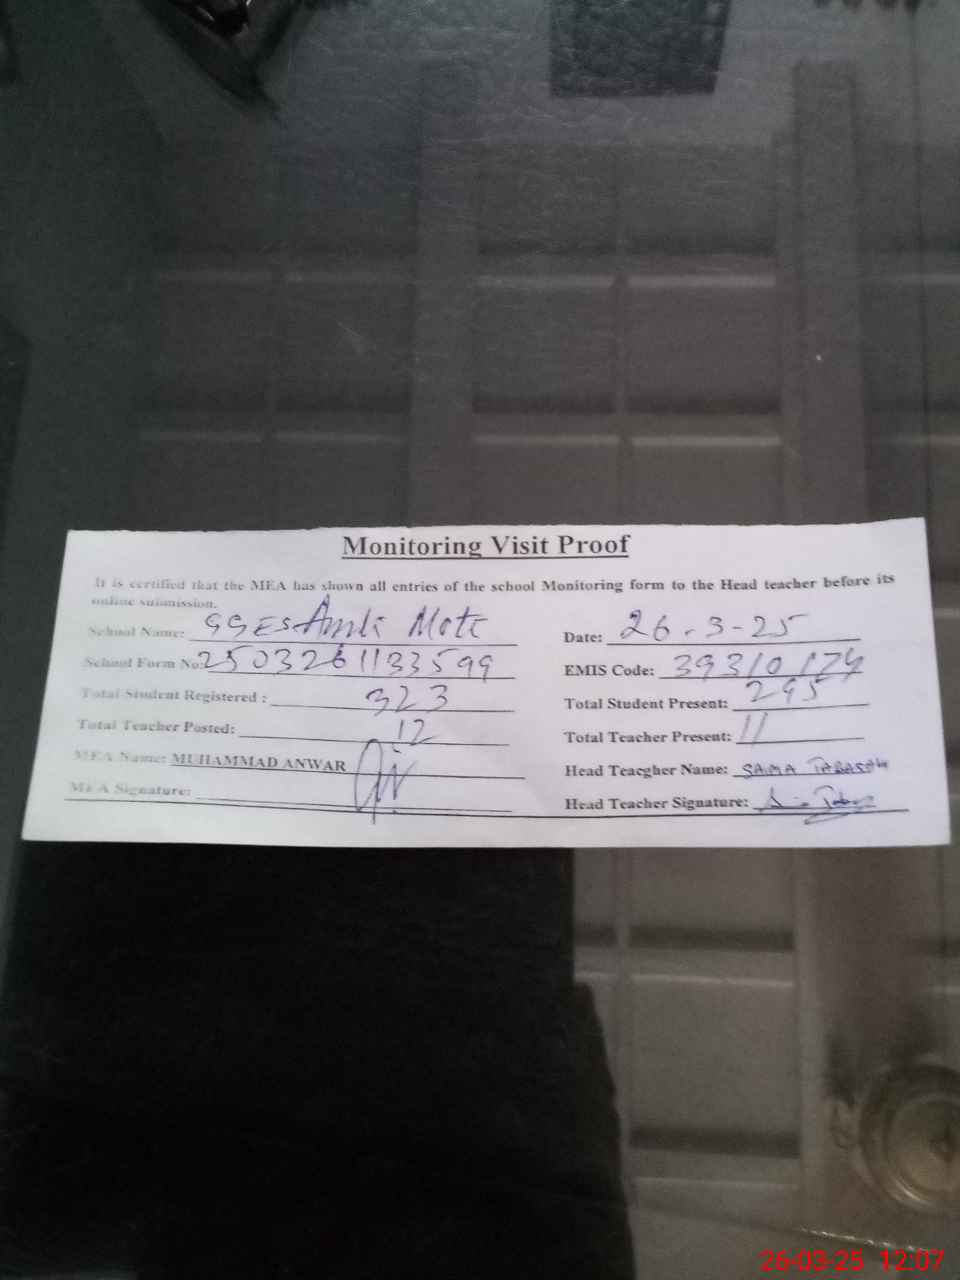 Monitoring Visit Proof
It is certified that the MEA has shown all entries of the school Monitoring form to the Head teacher before its
online submission.
School Name: GGES Amli Moti Date: 26-3-25
School Form No: 25032611133599 EMIS Code: 39310174
Total Student Registered : 323 Total Student Present: 295
Total Teacher Posted: 12 Total Teacher Present: 11
MEA Name: MUHAMMAD ANWAR Head Teacgher Name: SAIMA TABASUM
MEA Signature: Head Teacher Signature:
26-03-25 12:07